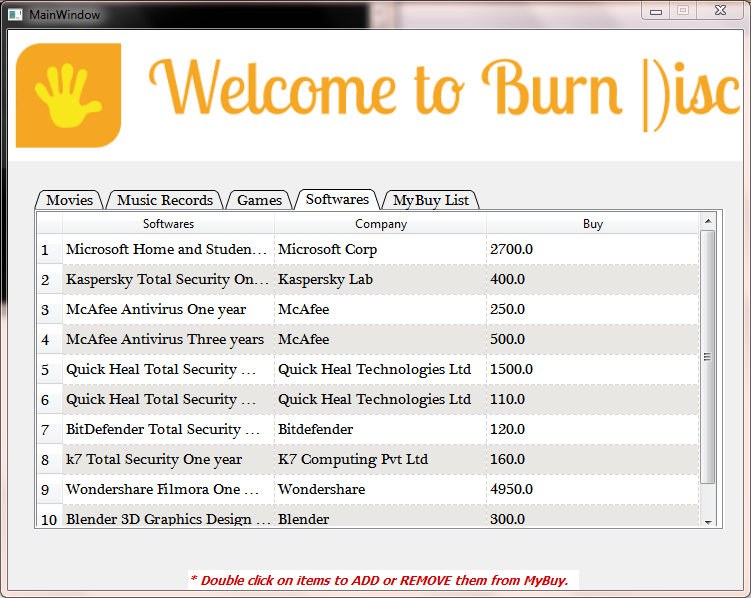 MainWindow
Welcome to Burn Disc
Movies Music Records Games Softwares MyBuy List
Softwares Company Buy
1 Microsoft Home and Studen... Microsoft Corp 2700.0
2 Kaspersky Total Security On... Kaspersky Lab 400.0
3 McAfee Antivirus One year McAfee 250.0
4 McAfee Antivirus Three years McAfee 500.0
5 Quick Heal Total Security ... Quick Heal Technologies Ltd 1500.0
6 Quick Heal Total Security ... Quick Heal Technologies Ltd 110.0
7 BitDefender Total Security ... Bitdefender 120.0
8 k7 Total Security One year K7 Computing Pvt Ltd 160.0
9 Wondershare Filmora One ... Wondershare 4950.0
10 Blender 3D Graphics Design ... Blender 300.0
* Double click on items to ADD or REMOVE them from MyBuy.